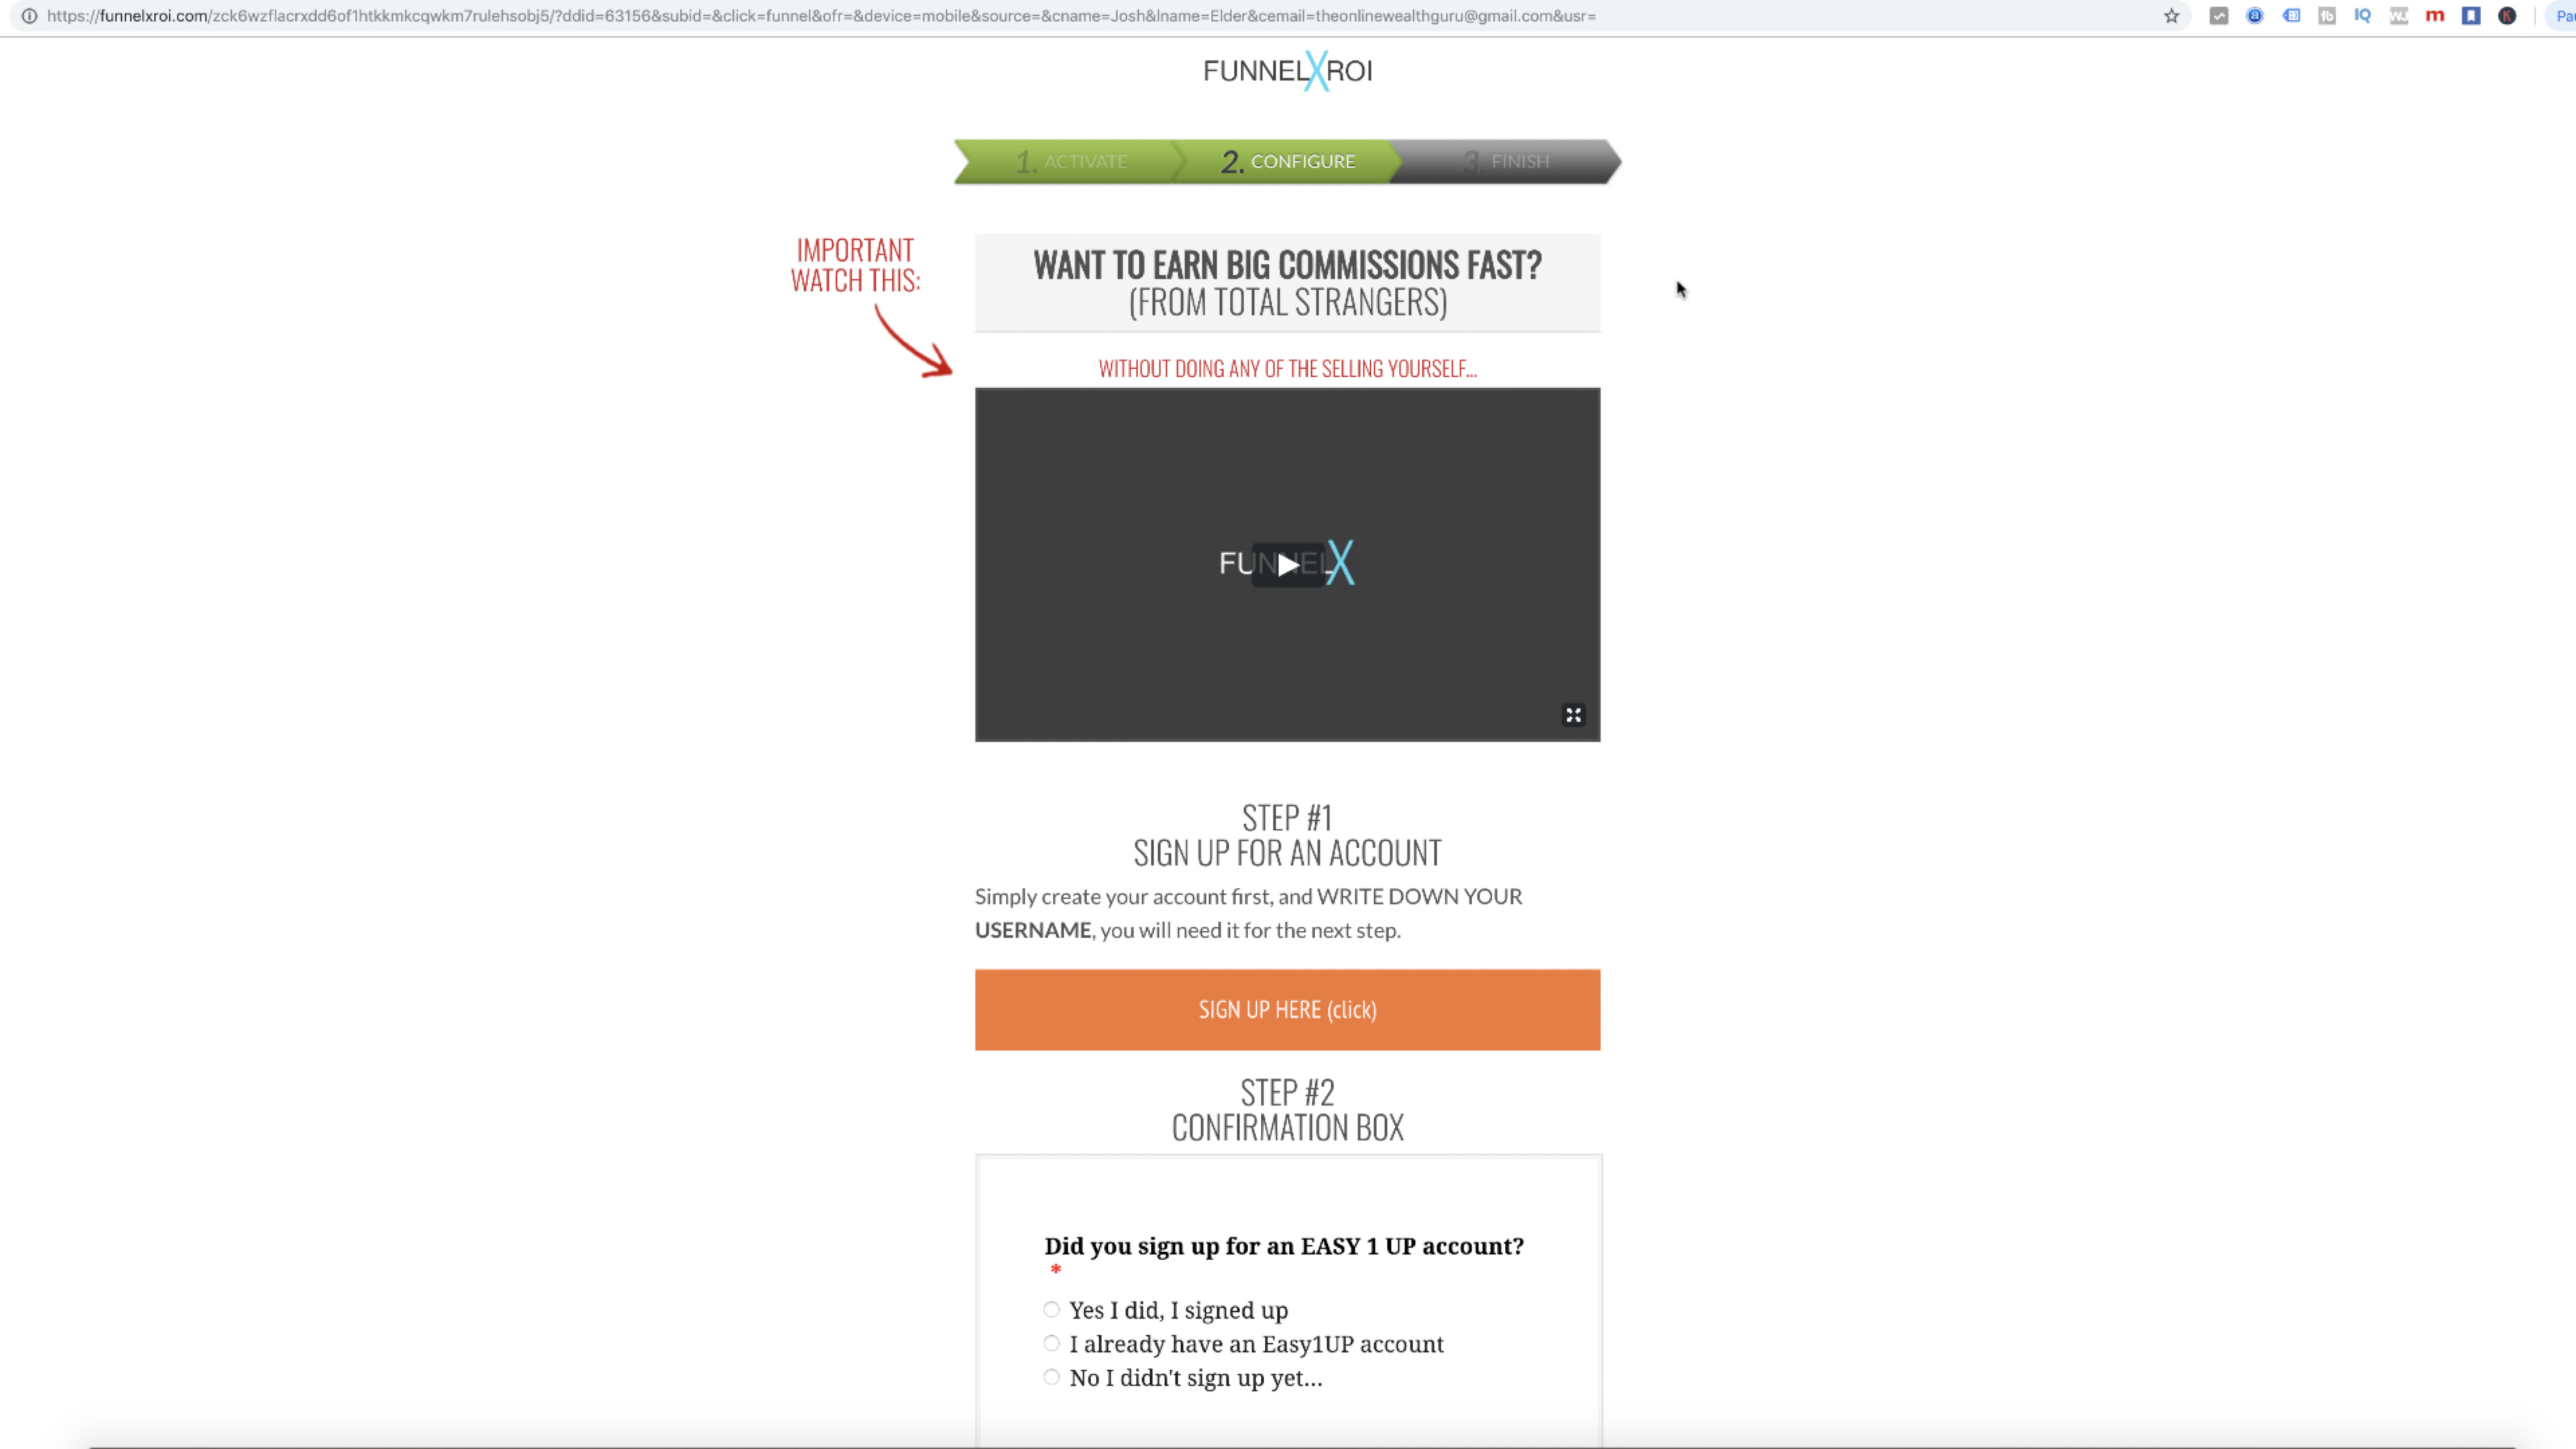 https://funnelxroi.com/zck6wzflacrxdd6of1htkkmkcqwkm7rulehsobj5/?ddid=63156&subid=&click=funnel&ofr=&device=mobile&source=&cname=Josh&lname=Elder&cemail=theonlinewealthguru@gmail.com&usr=
FUNNELXROI
1. ACTIVATE 2. CONFIGURE 3. FINISH
IMPORTANT
WATCH THIS:
WANT TO EARN BIG COMMISSIONS FAST?
(FROM TOTAL STRANGERS)
WITHOUT DOING ANY OF THE SELLING YOURSELF...
FUNNELX
STEP #1
SIGN UP FOR AN ACCOUNT
Simply create your account first, and WRITE DOWN YOUR
USERNAME, you will need it for the next step.
SIGN UP HERE (click)
STEP #2
CONFIRMATION BOX
Did you sign up for an EASY 1 UP account?
*
Yes I did, I signed up
I already have an Easy1UP account
No I didn't sign up yet...